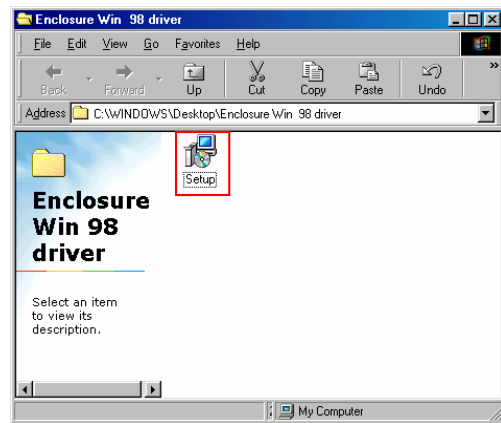 Enclosure Win 98 driver
File Edit View Go Favorites Help
Back Forward Up Cut Copy Paste Undo »
Address C:\WINDOWS\Desktop\Enclosure Win 98 driver
Setup
Enclosure
Win 98
driver
Select an item
to view its
description.
My Computer